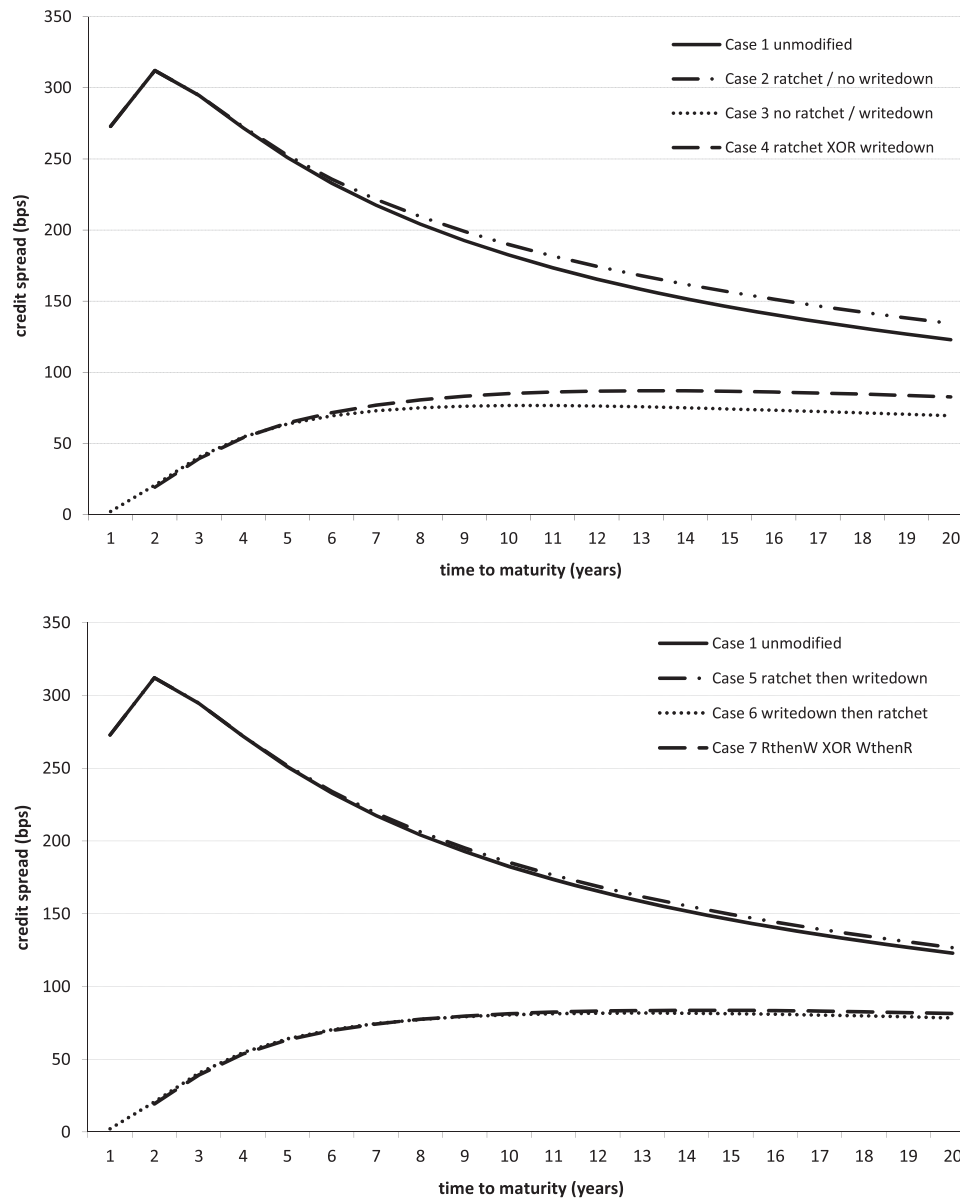 350
300
250
200
150
100
50
0
credit spread (bps)
Case 1 unmodified
Case 2 ratchet / no writedown
Case 3 no ratchet / writedown
Case 4 ratchet XOR writedown
1 2 3 4 5 6 7 8 9 10 11 12 13 14 15 16 17 18 19 20
time to maturity (years)
350
300
250
200
150
100
50
0
credit spread (bps)
Case 1 unmodified
Case 5 ratchet then writedown
Case 6 writedown then ratchet
Case 7 RthenW XOR WthenR
1 2 3 4 5 6 7 8 9 10 11 12 13 14 15 16 17 18 19 20
time to maturity (years)